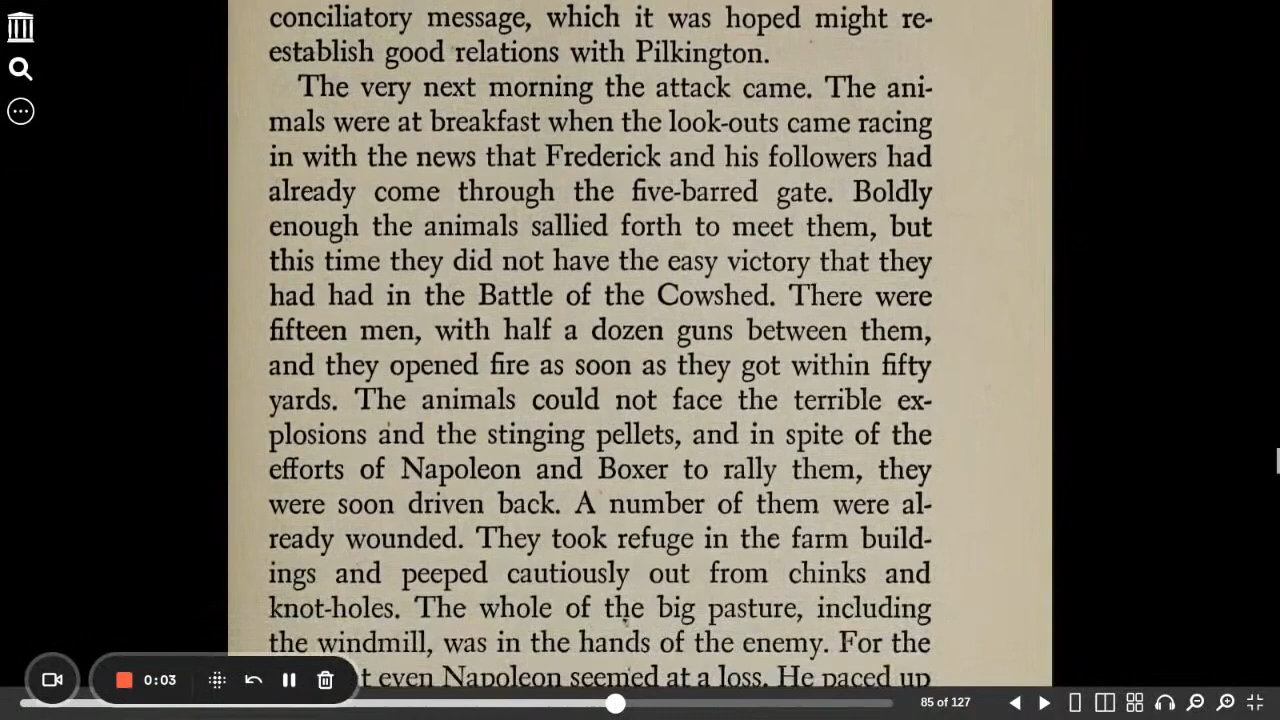 conciliatory message, which it was hoped might re-
establish good relations with Pilkington.
The very next morning the attack came. The ani-
mals were at breakfast when the look-outs came racing
in with the news that Frederick and his followers had
already come through the five-barred gate. Boldly
enough the animals sallied forth to meet them, but
this time they did not have the easy victory that they
had had in the Battle of the Cowshed. There were
fifteen men, with half a dozen guns between them,
and they opened fire as soon as they got within fifty
yards. The animals could not face the terrible ex-
plosions and the stinging pellets, and in spite of the
efforts of Napoleon and Boxer to rally them, they
were soon driven back. A number of them were al-
ready wounded. They took refuge in the farm build-
ings and peeped cautiously out from chinks and
knot-holes. The whole of the big pasture, including
the windmill, was in the hands of the enemy. For the
even Napoleon seemed at a loss. He paced up
0:03
85 of 127